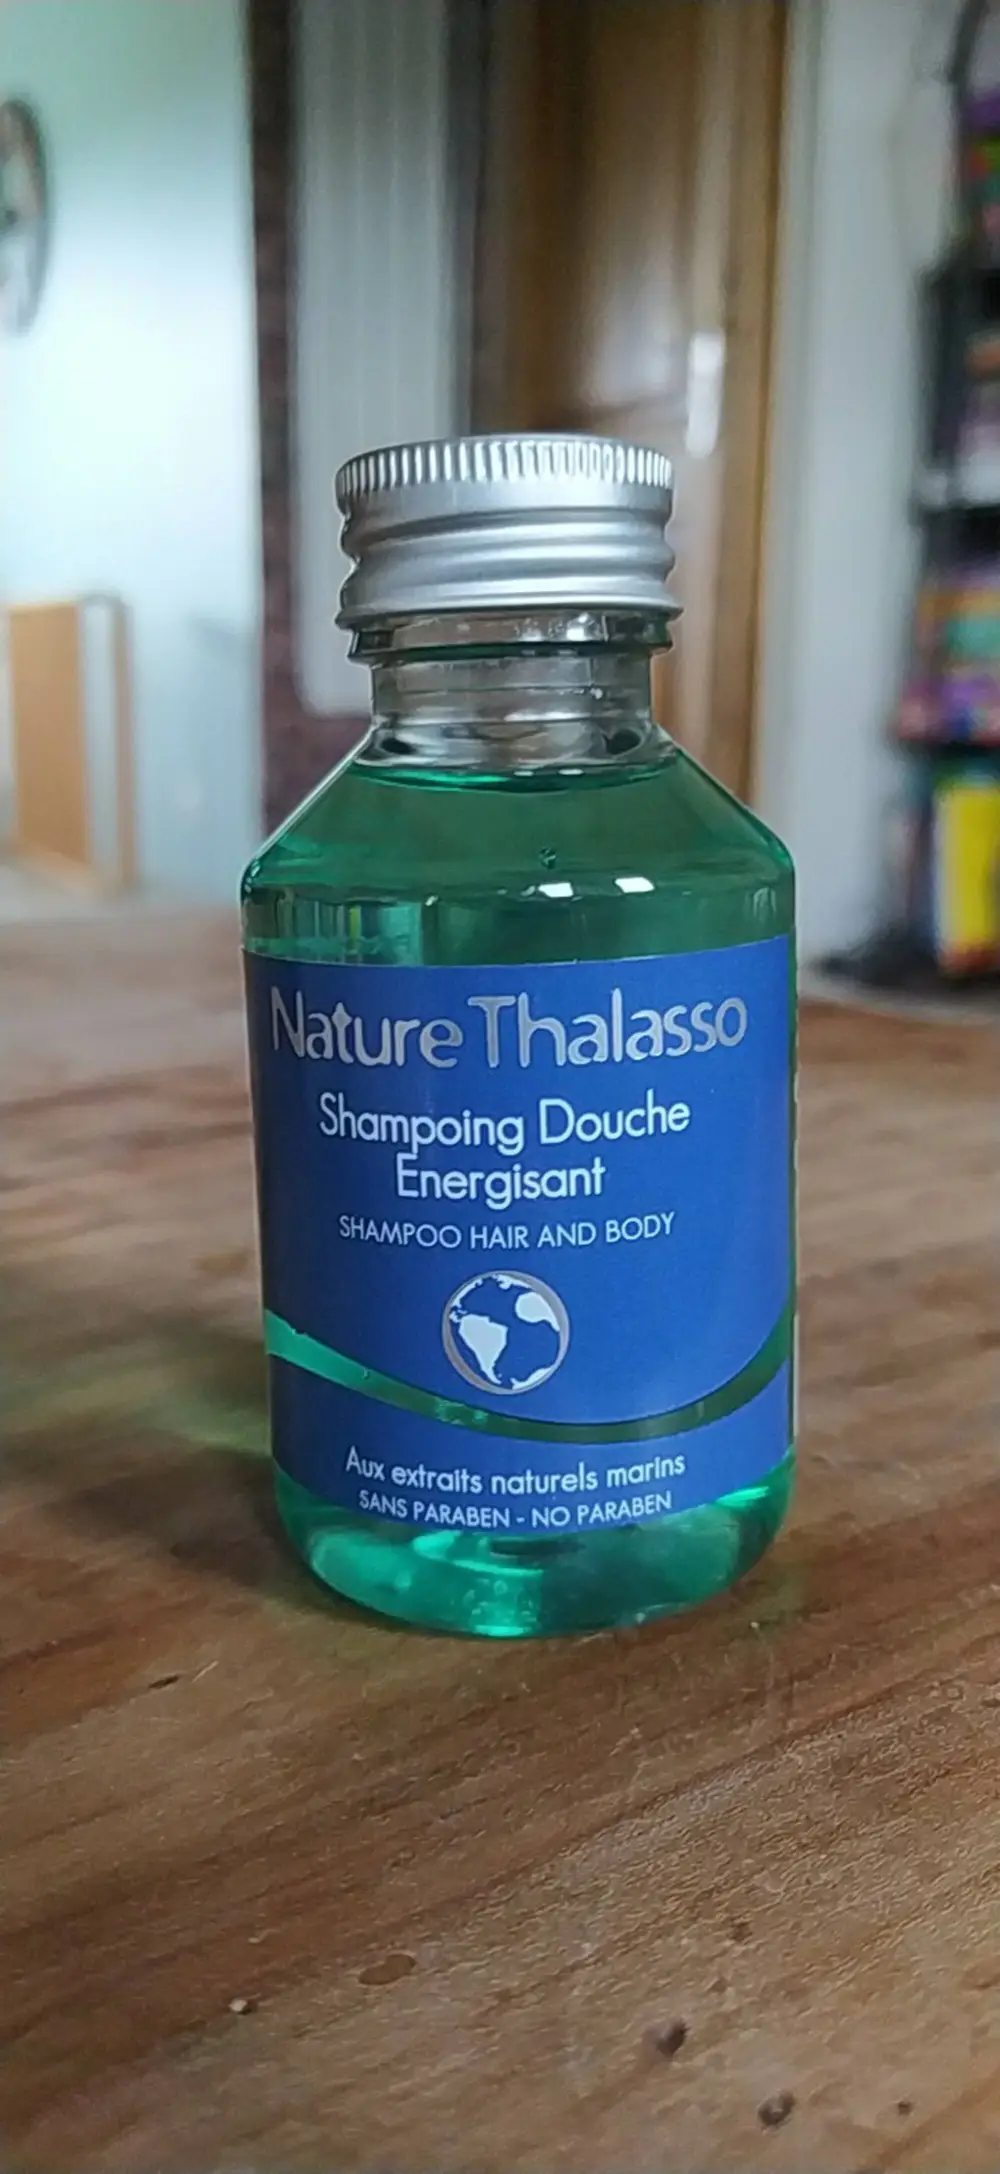 Nature Thalasso
Shampoing Douche
Energisant
SHAMPOO HAIR AND BODY
Aux extraits naturels marins
SANS PARABEN - NO PARABEN